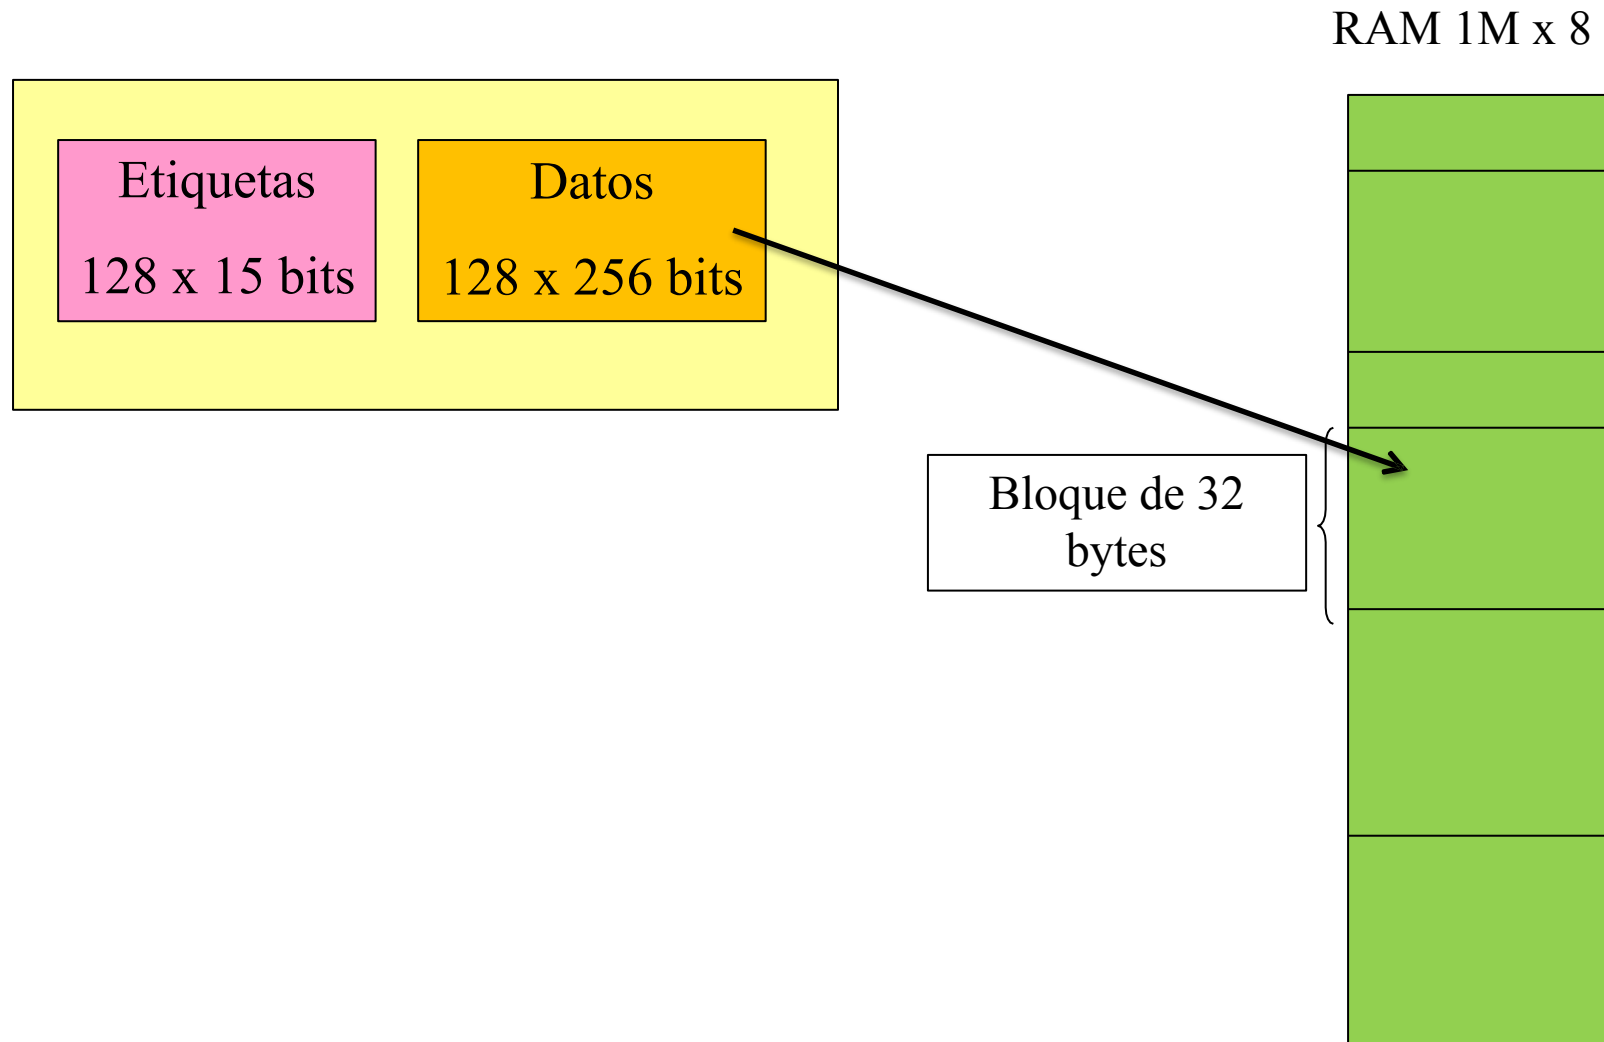 RAM 1M x 8
Etiquetas
128 x 15 bits
Datos
128 x 256 bits
Bloque de 32
bytes